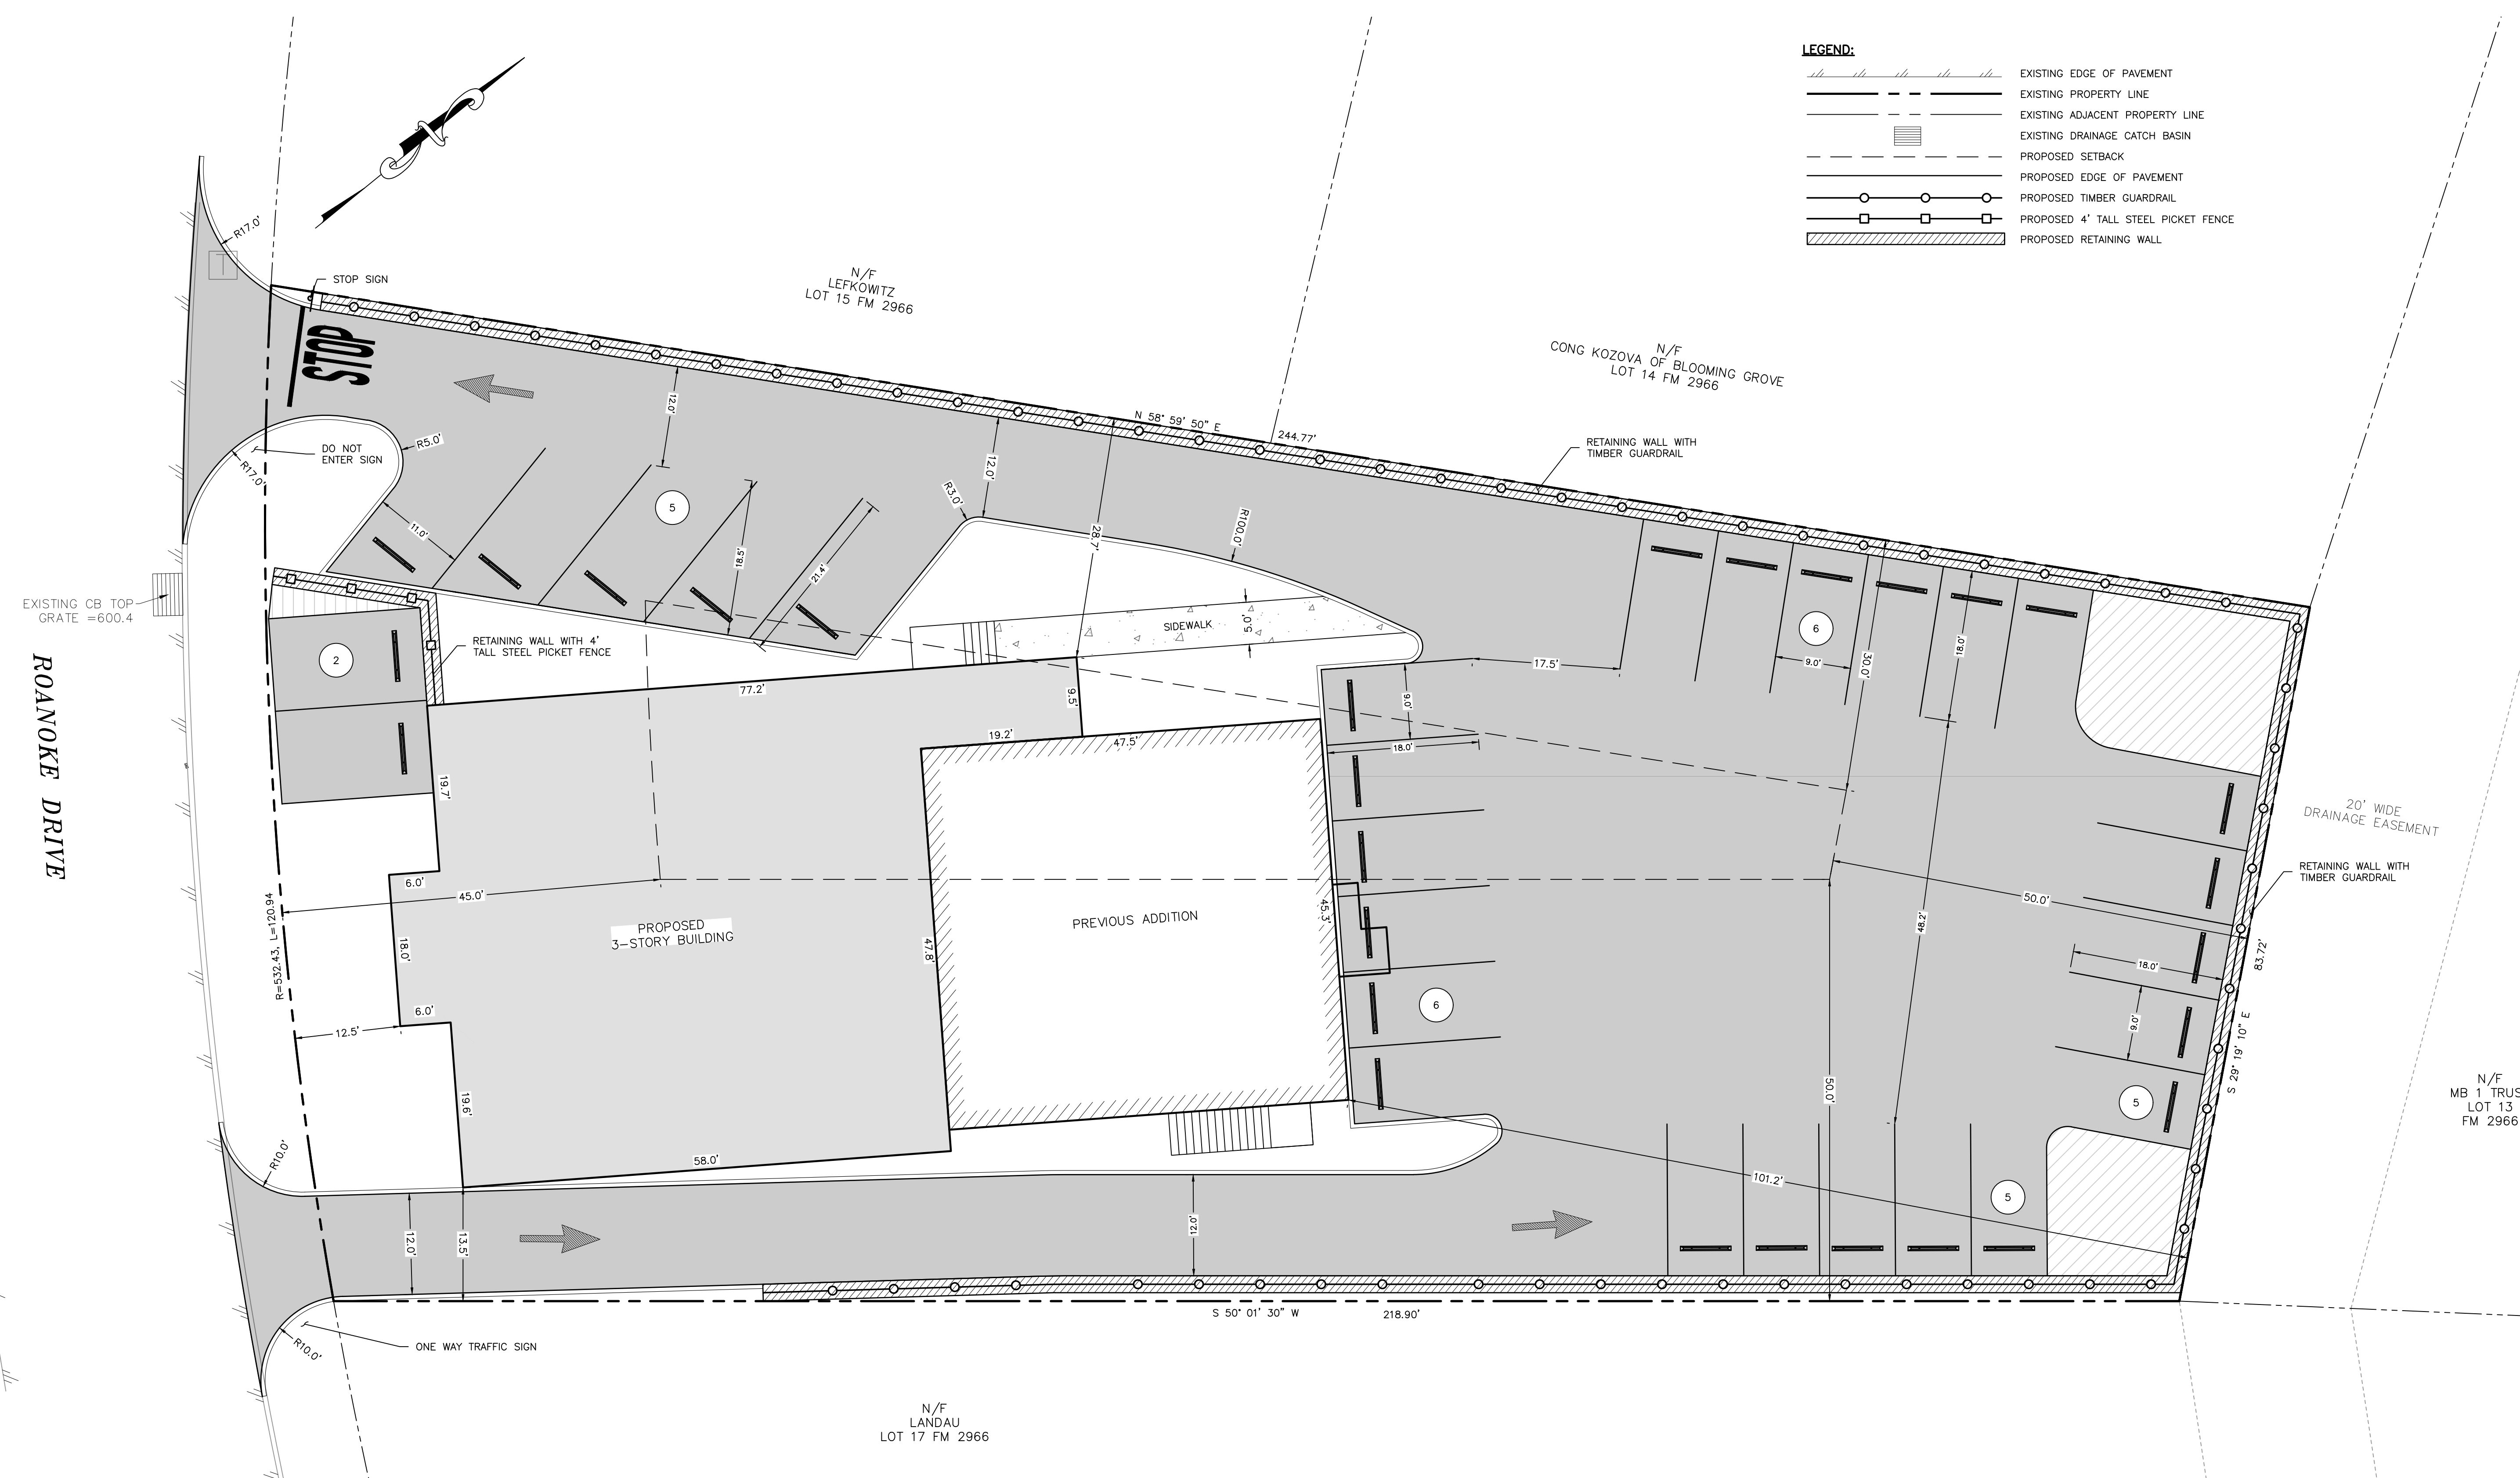 LEGEND:
EXISTING EDGE OF PAVEMENT
EXISTING PROPERTY LINE
EXISTING ADJACENT PROPERTY LINE
EXISTING DRAINAGE CATCH BASIN
PROPOSED SETBACK
PROPOSED EDGE OF PAVEMENT
PROPOSED TIMBER GUARDRAIL
PROPOSED 4' TALL STEEL PICKET FENCE
PROPOSED RETAINING WALL
R17.0'
T
STOP SIGN
STOP
N/F
LEFKOWITZ
LOT 15 FM 2966
N/F
CONG KOZOVA OF BLOOMING GROVE
LOT 14 FM 2966
N 58° 59' 50" E
244.77'
RETAINING WALL WITH
TIMBER GUARDRAIL
DO NOT
ENTER SIGN
R5.0'
R17.0'
12.0'
12.0'
R3.0'
28.7'
R100.0'
5
11.0'
18.5'
21.4'
EXISTING CB TOP
GRATE =600.4
ROANOKE DRIVE
2
RETAINING WALL WITH 4'
TALL STEEL PICKET FENCE
SIDEWALK
5.0'
77.2'
9.5'
19.2'
47.5'
17.5'
9.0'
18.0'
6
9.0'
30.0'
18.0'
19.7'
6.0'
45.0'
18.0'
6.0'
12.5'
R=532.43, L=120.94
PROPOSED
3-STORY BUILDING
47.8'
PREVIOUS ADDITION
45.3'
6
48.2'
50.0'
50.0'
18.0'
9.0'
5
20' WIDE
DRAINAGE EASEMENT
RETAINING WALL WITH
TIMBER GUARDRAIL
83.72'
S 29° 19' 10" E
N/F
MB 1 TRUS
LOT 13
FM 2966
19.6'
58.0'
R10.0'
12.0'
13.5'
12.0'
101.2'
5
R10.0'
ONE WAY TRAFFIC SIGN
S 50° 01' 30" W
218.90'
N/F
LANDAU
LOT 17 FM 2966